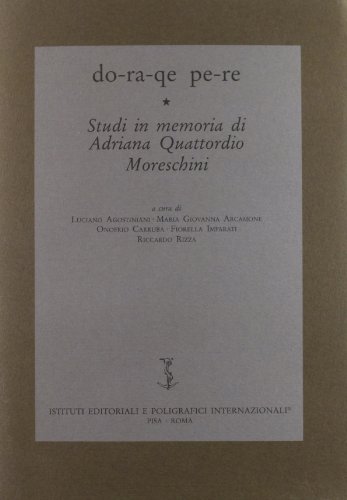 do-ra-qe pe-re
★
Studi in memoria di
Adriana Quattordio
Moreschini
a cura di
Luciano Agostiniani · Maria Giovanna Arcamone
Onofrio Carruba · Fiorella Imparati
Riccardo Rizza
ISTITUTI EDITORIALI E POLIGRAFICI INTERNAZIONALI®
PISA · ROMA